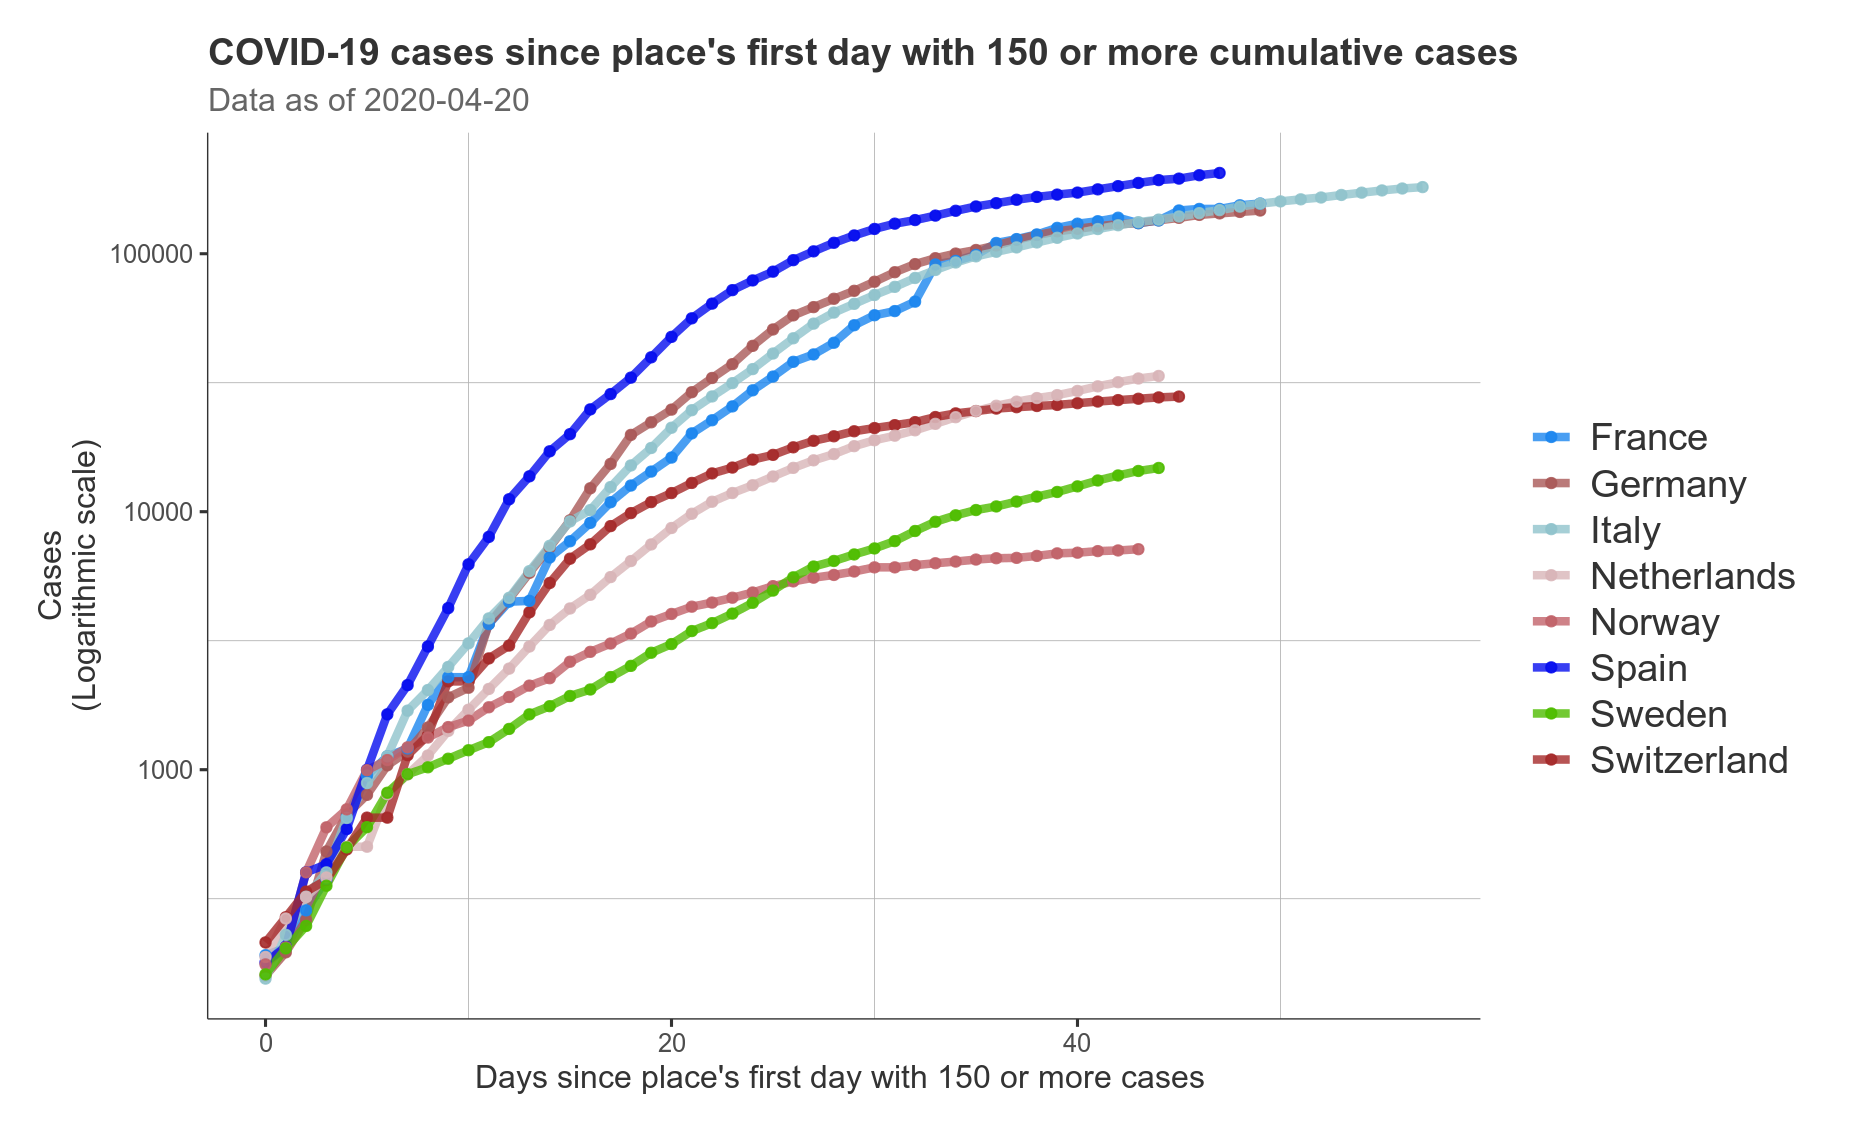 COVID-19 cases since place's first day with 150 or more cumulative cases
Data as of 2020-04-20
Cases
(Logarithmic scale)
100000
10000
1000
0
20
40
Days since place's first day with 150 or more cases
France
Germany
Italy
Netherlands
Norway
Spain
Sweden
Switzerland